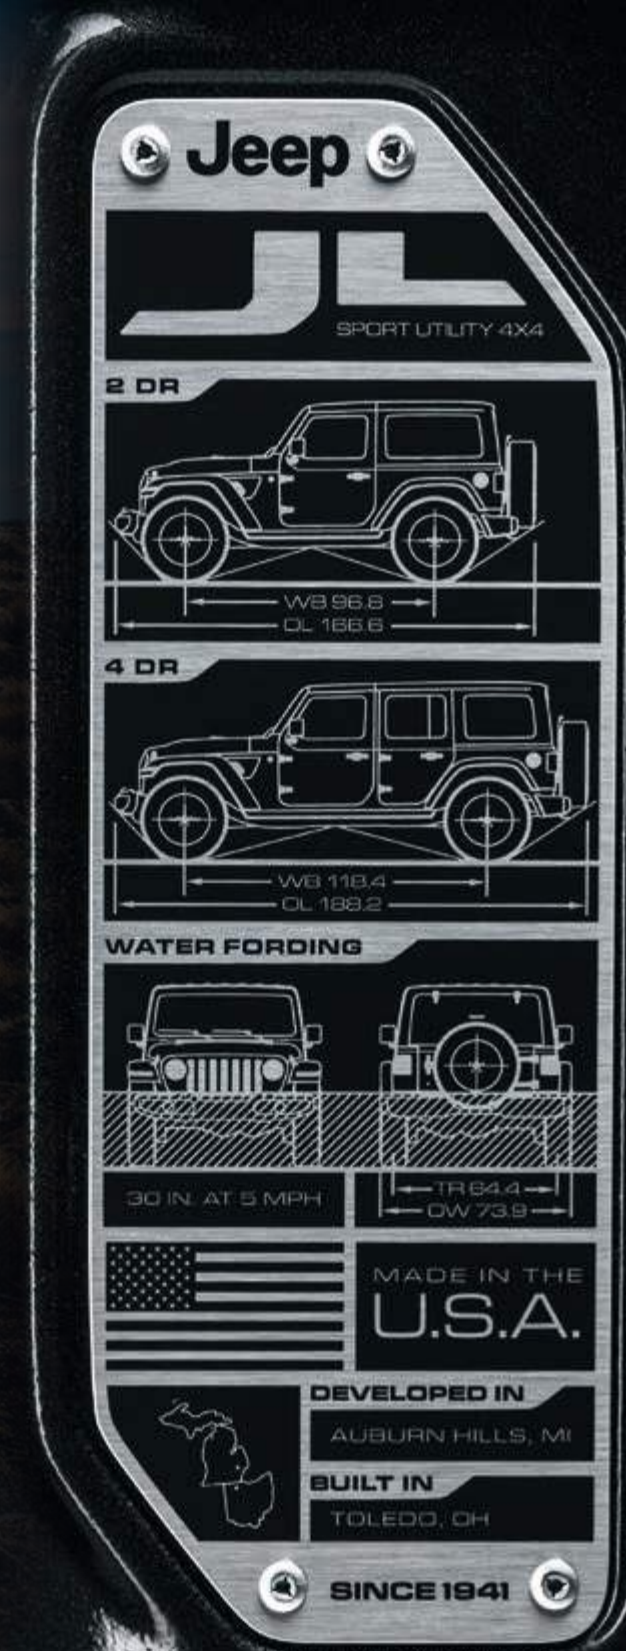 Jeep
JL
SPORT UTILITY 4X4
2 DR
WB 96.8
OL 166.6
4 DR
WB 118.4
OL 188.2
WATER FORDING
30 IN. AT 5 MPH
TR 64.4
OW 73.9
MADE IN THE
U.S.A.
DEVELOPED IN
AUBURN HILLS, MI
BUILT IN
TOLEDO, OH
SINCE 1941